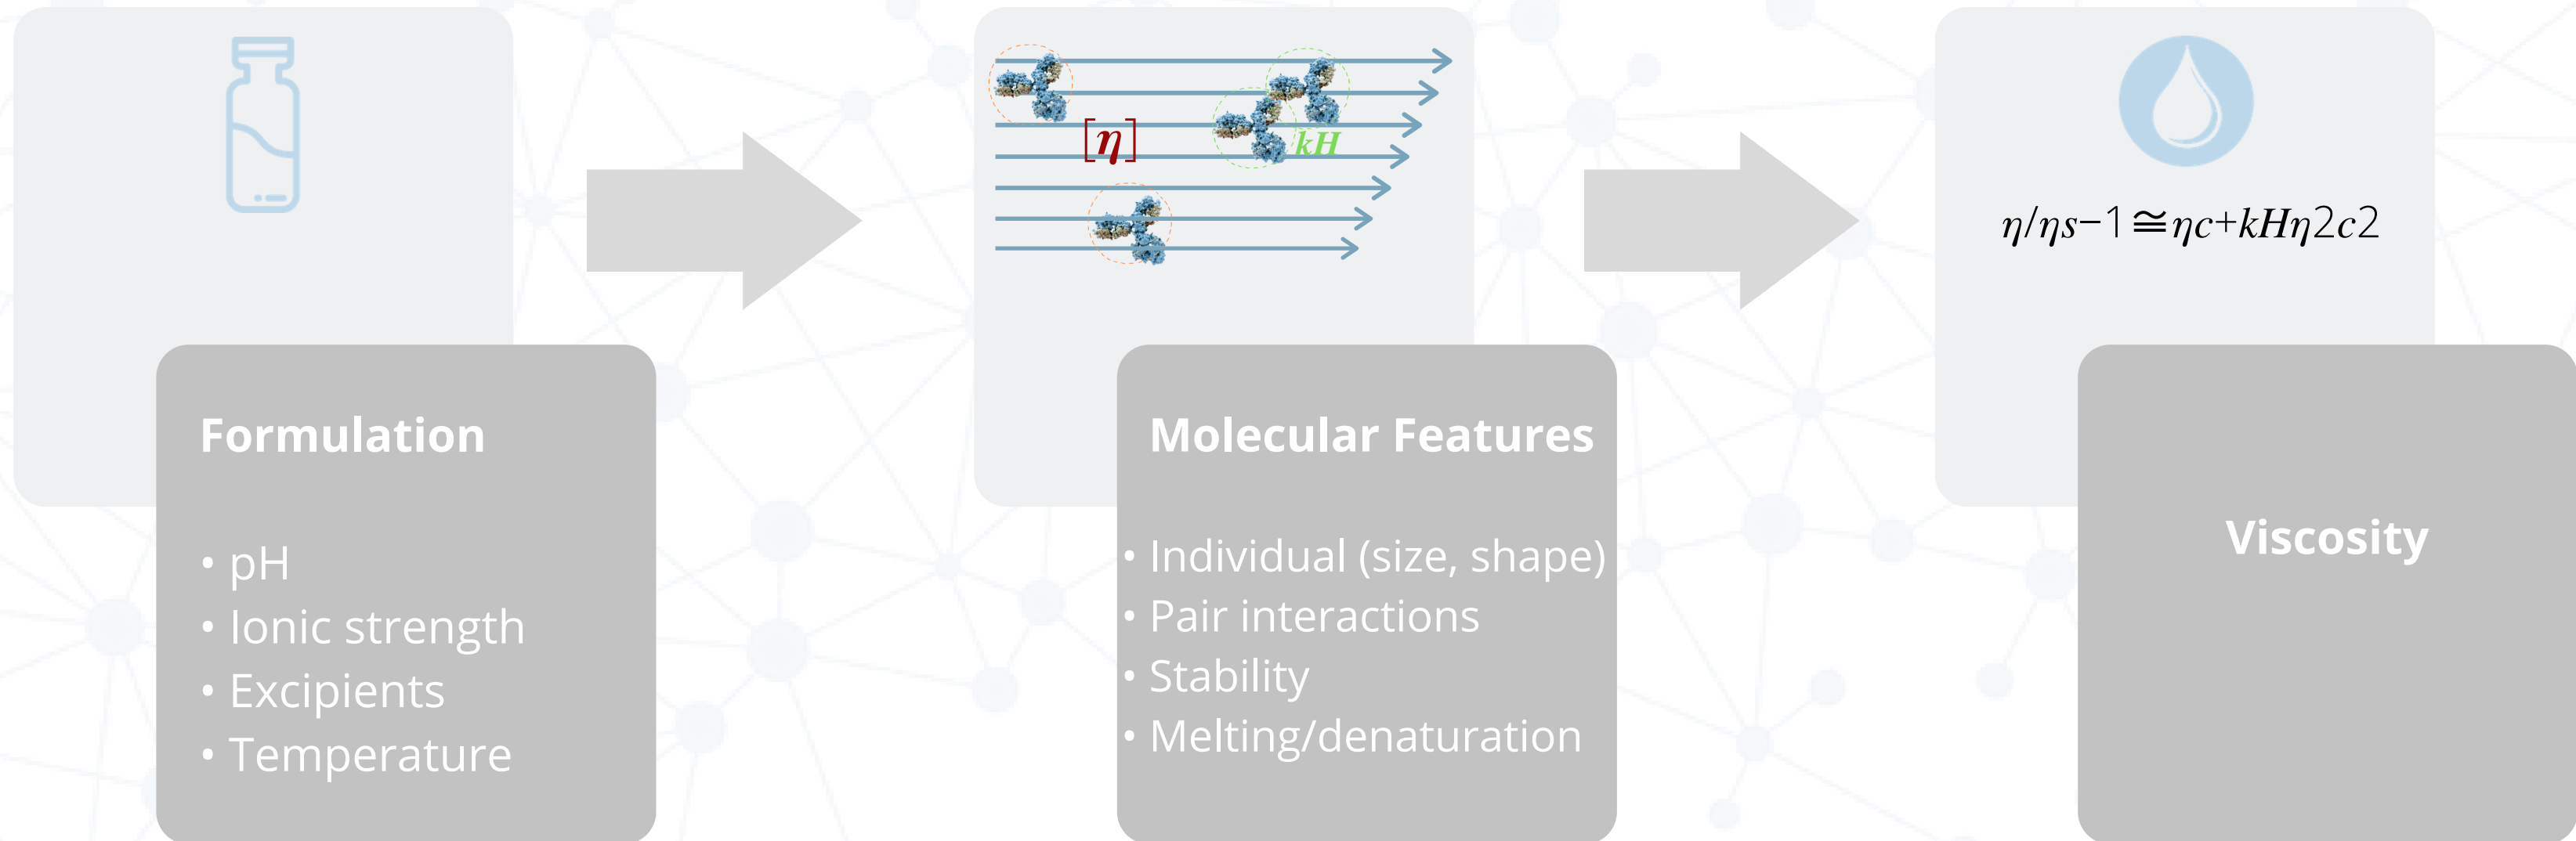 [η]
kH
η/ηs−1≅ηc+kHη2c2
Formulation
• pH
• Ionic strength
• Excipients
• Temperature
Molecular Features
• Individual (size, shape)
• Pair interactions
• Stability
• Melting/denaturation
Viscosity